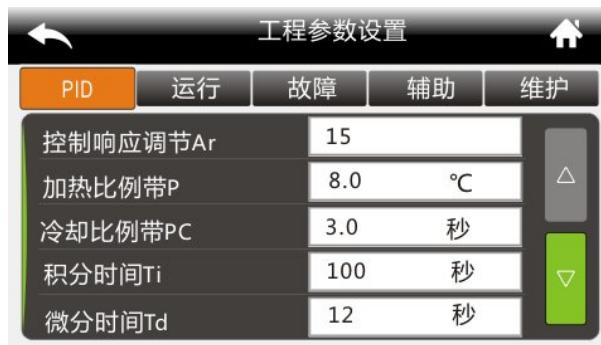 工程参数设置
PID 运行 故障 辅助 维护
控制响应调节Ar 15
加热比例带P 8.0 ℃
冷却比例带PC 3.0 秒
积分时间Ti 100 秒
微分时间Td 12 秒